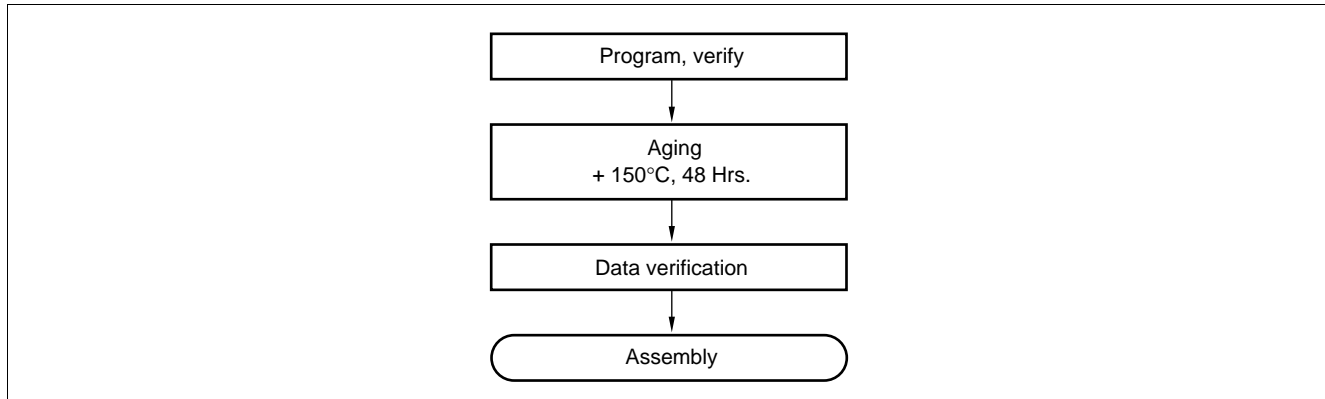 Program, verify
Aging
+ 150°C, 48 Hrs.
Data verification
Assembly